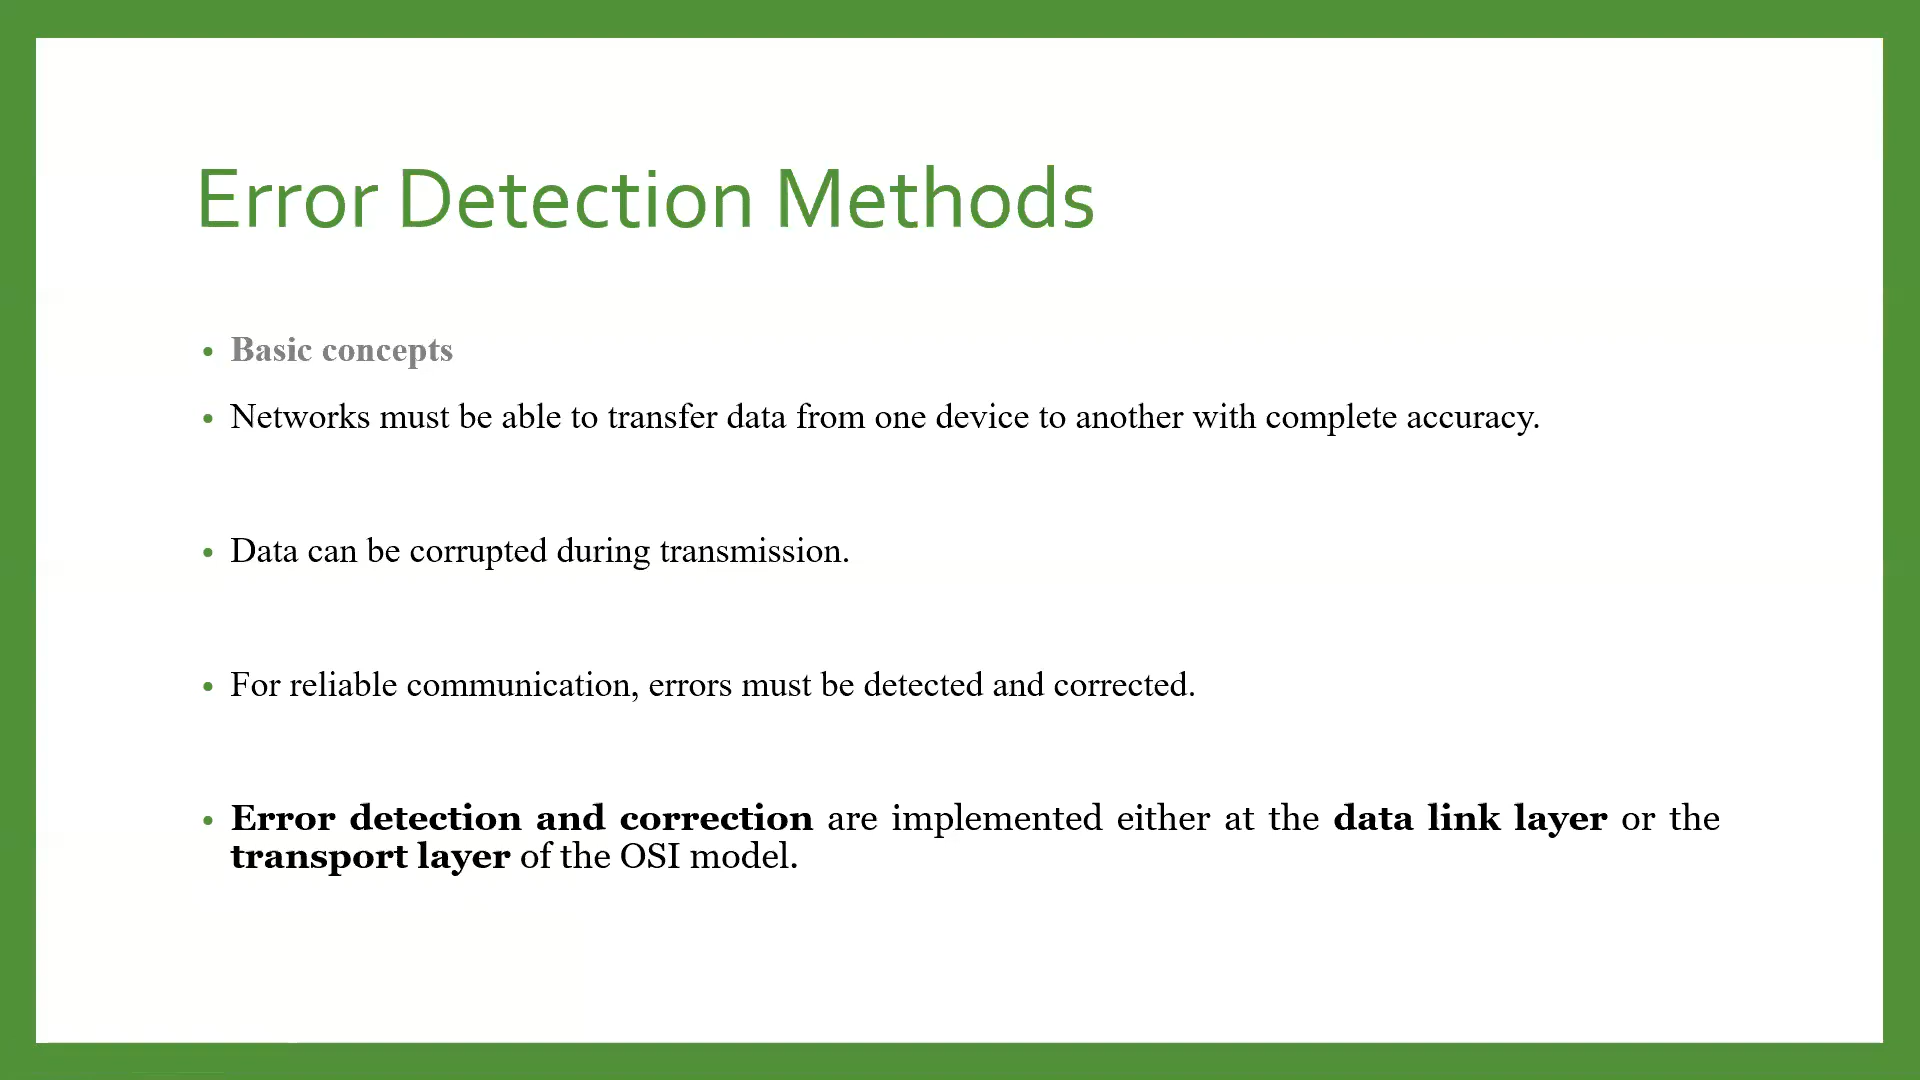 Error Detection Methods
• Basic concepts
• Networks must be able to transfer data from one device to another with complete accuracy.
• Data can be corrupted during transmission.
• For reliable communication, errors must be detected and corrected.
• Error detection and correction are implemented either at the data link layer or the
transport layer of the OSI model.